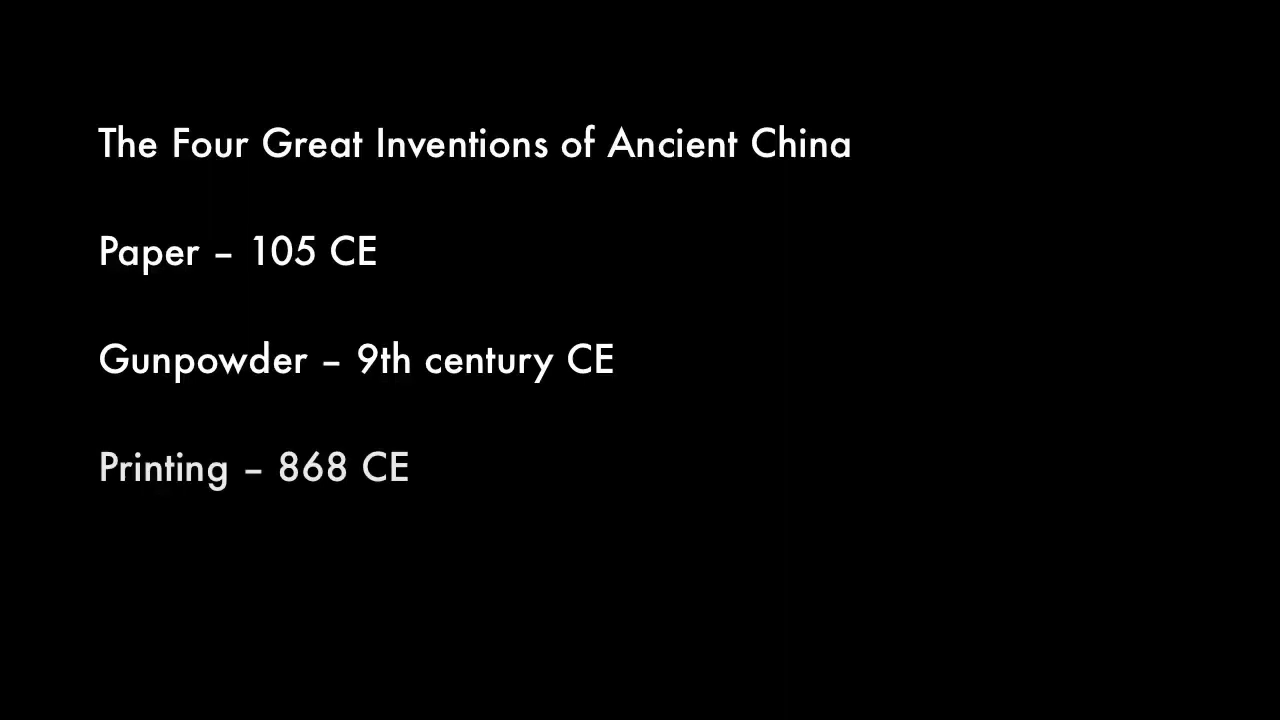 The Four Great Inventions of Ancient China
Paper – 105 CE
Gunpowder – 9th century CE
Printing – 868 CE